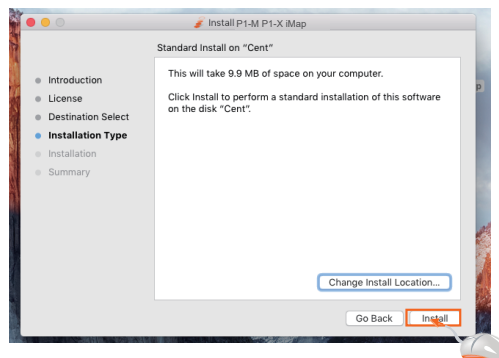 Install P1-M P1-X iMap
Standard Install on “Cent”
Introduction
License
Destination Select
Installation Type
Installation
Summary
This will take 9.9 MB of space on your computer.
Click Install to perform a standard installation of this software
on the disk “Cent”.
Change Install Location...
Go Back
Install
p